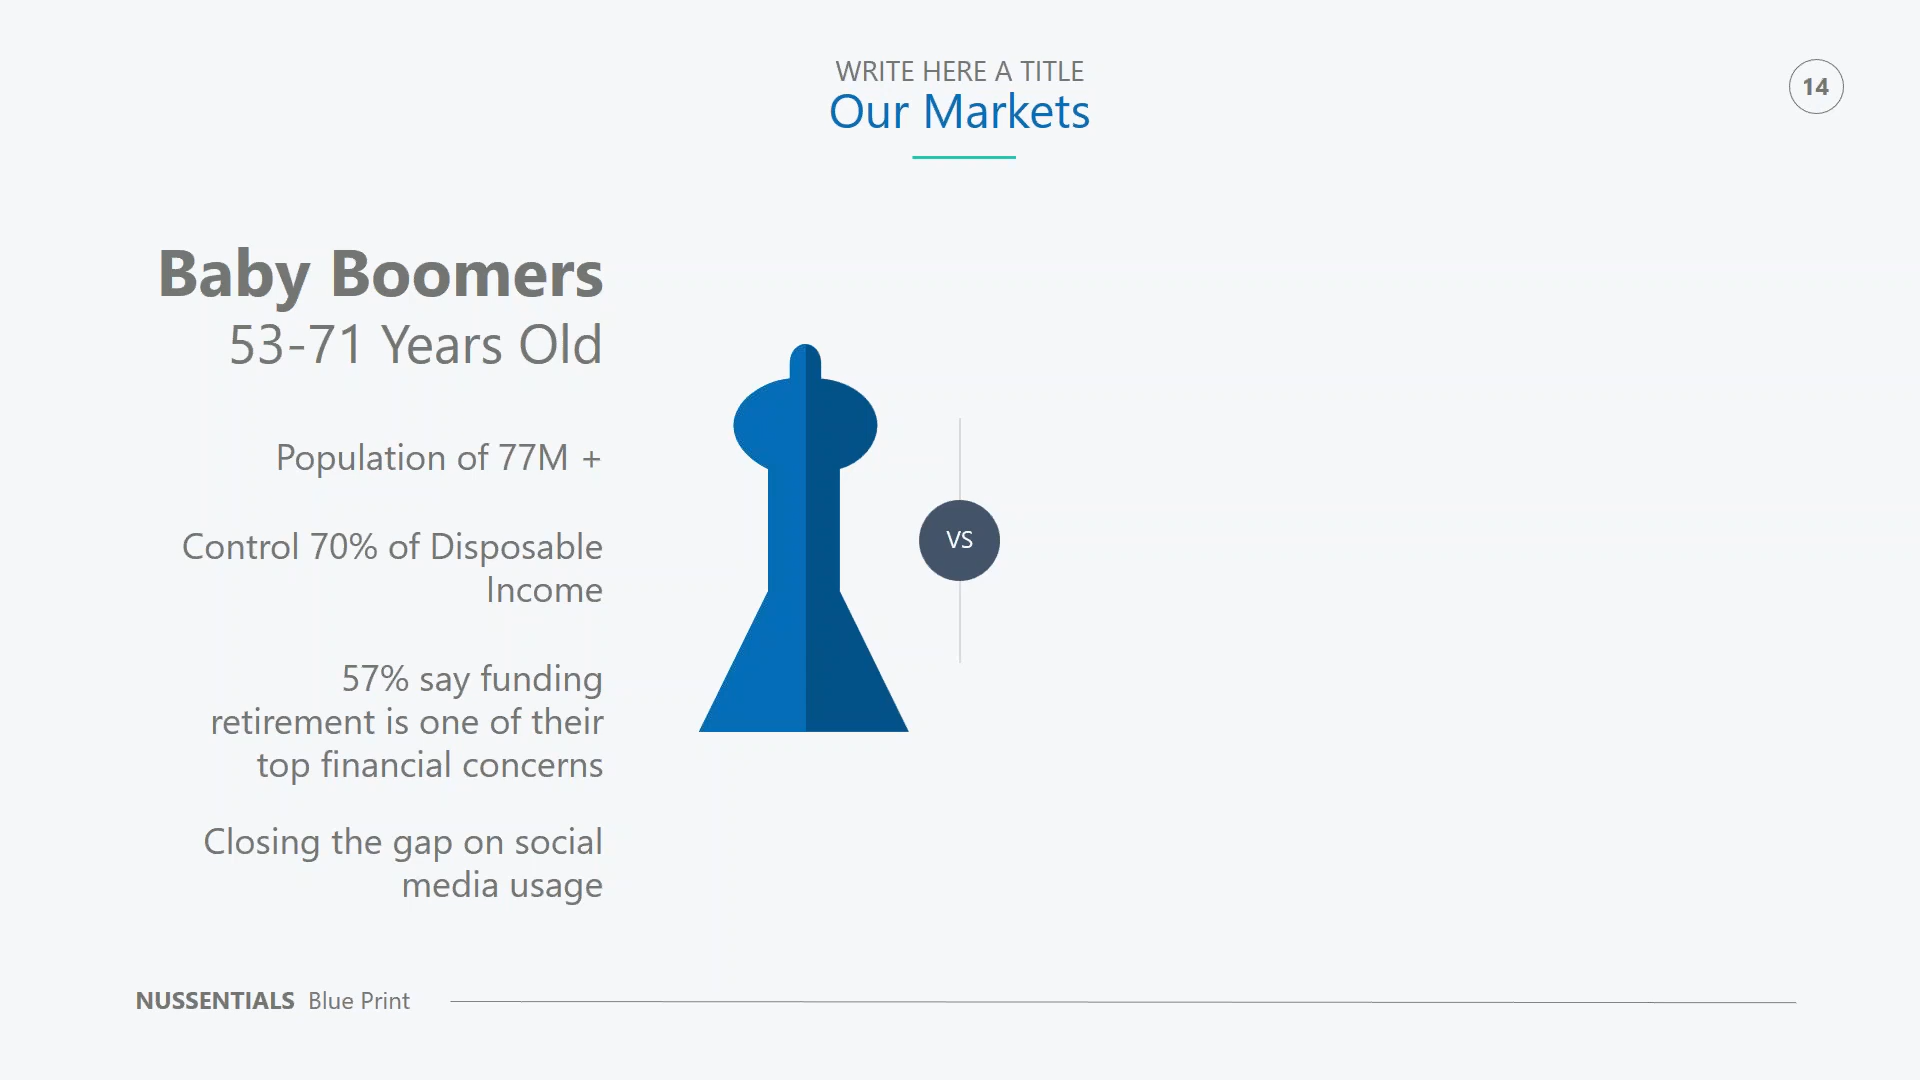 WRITE HERE A TITLE
Our Markets
14
Baby Boomers
53-71 Years Old
Population of 77M +
Control 70% of Disposable
Income
57% say funding
retirement is one of their
top financial concerns
Closing the gap on social
media usage
VS
NUSSENTIALS Blue Print